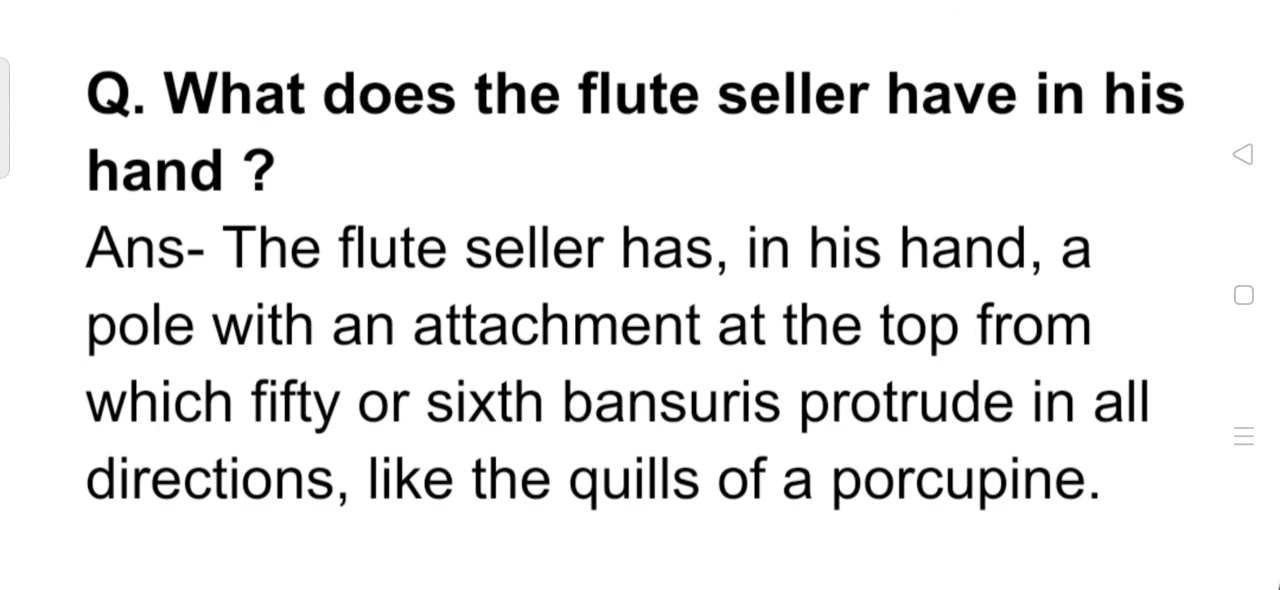 Q. What does the flute seller have in his
hand ?
Ans- The flute seller has, in his hand, a
pole with an attachment at the top from
which fifty or sixth bansuris protrude in all
directions, like the quills of a porcupine.